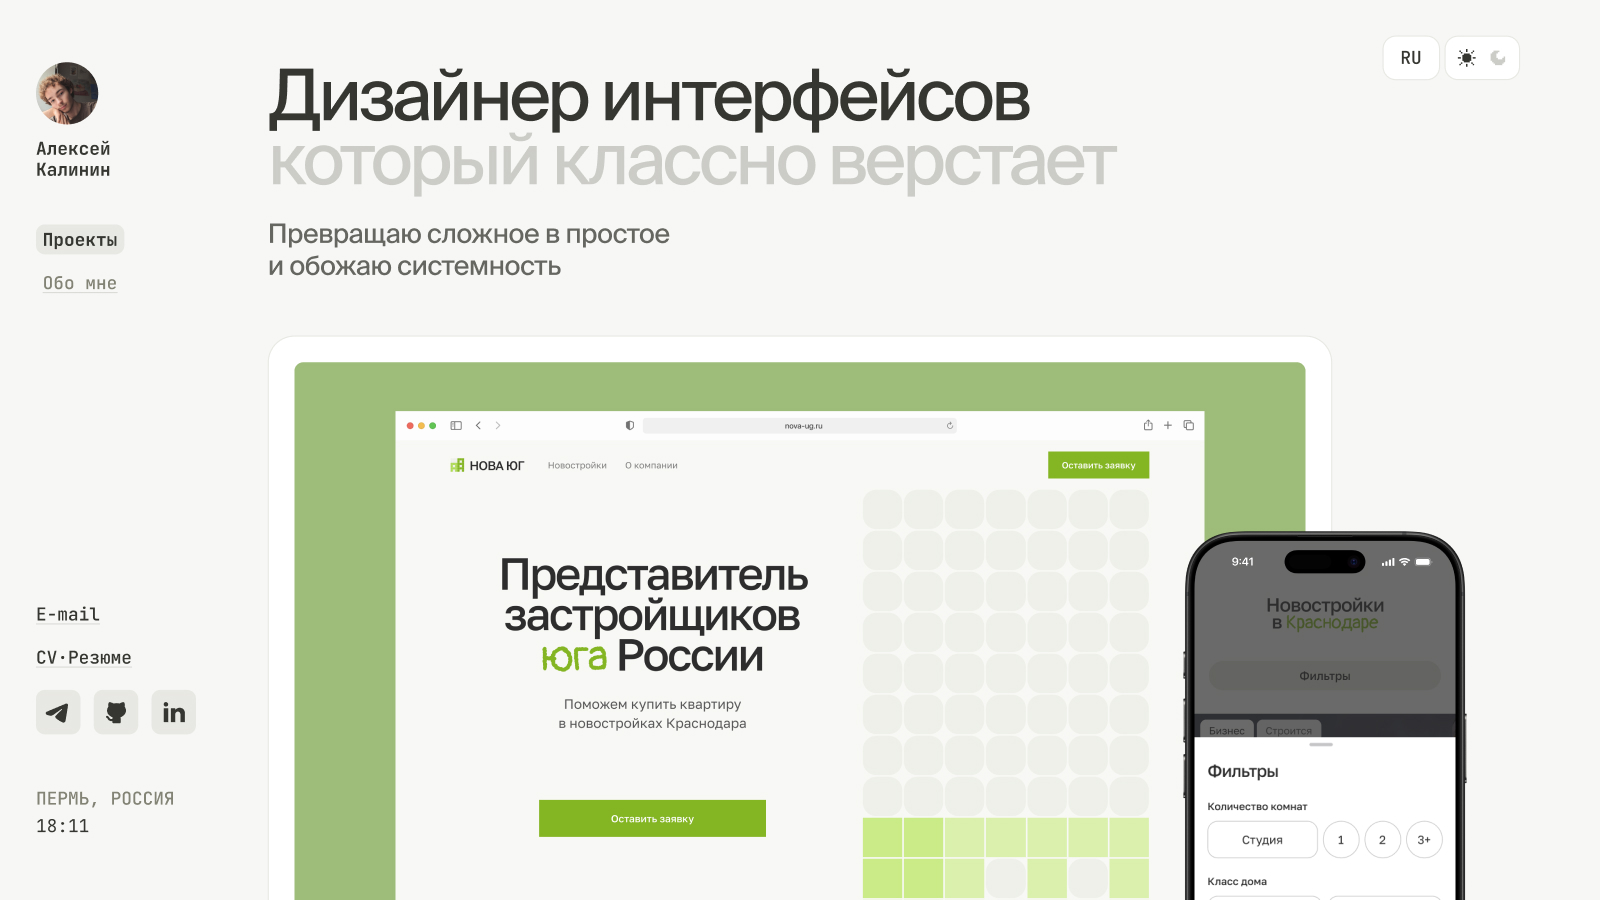 Алексей
Калинин
Проекты
Обо мне
E-mail
CV·Резюме
in
ПЕРМЬ, РОССИЯ
18:11
RU
Дизайнер интерфейсов
который классно верстает
Превращаю сложное в простое
и обожаю системность
nova-ug.ru
НОВА ЮГ
Новостройки
О компании
Оставить заявку
Представитель
застройщиков
юга России
Поможем купить квартиру
в новостройках Краснодара
Оставить заявку
9:41
Новостройки
в Краснодаре
Фильтры
Бизнес
Строится
Фильтры
Количество комнат
Студия 1 2 3+
Класс дома